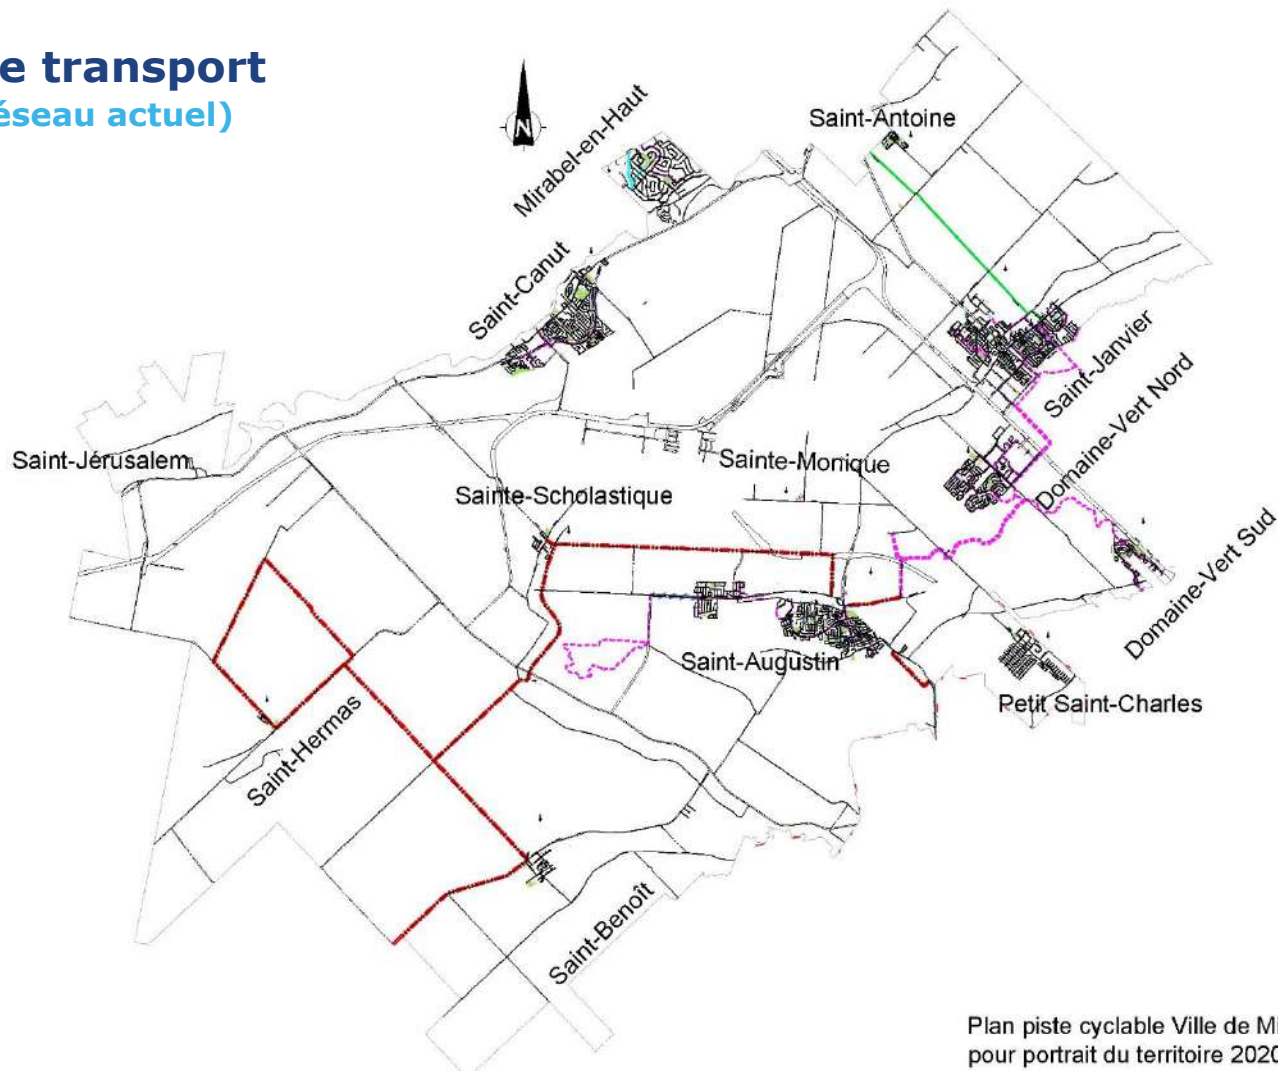 e transport
éseau actuel)
N
Saint-Antoine
Mirabel-en-Haut
Saint-Canut
Saint-Janvier
Domaine-Vert Nord
Saint-Jérusalem
Sainte-Monique
Sainte-Scholastique
Domaine-Vert Sud
Saint-Augustin
Petit Saint-Charles
Saint-Hermas
Saint-Benoît
Plan piste cyclable Ville de Mi
pour portrait du territoire 2020